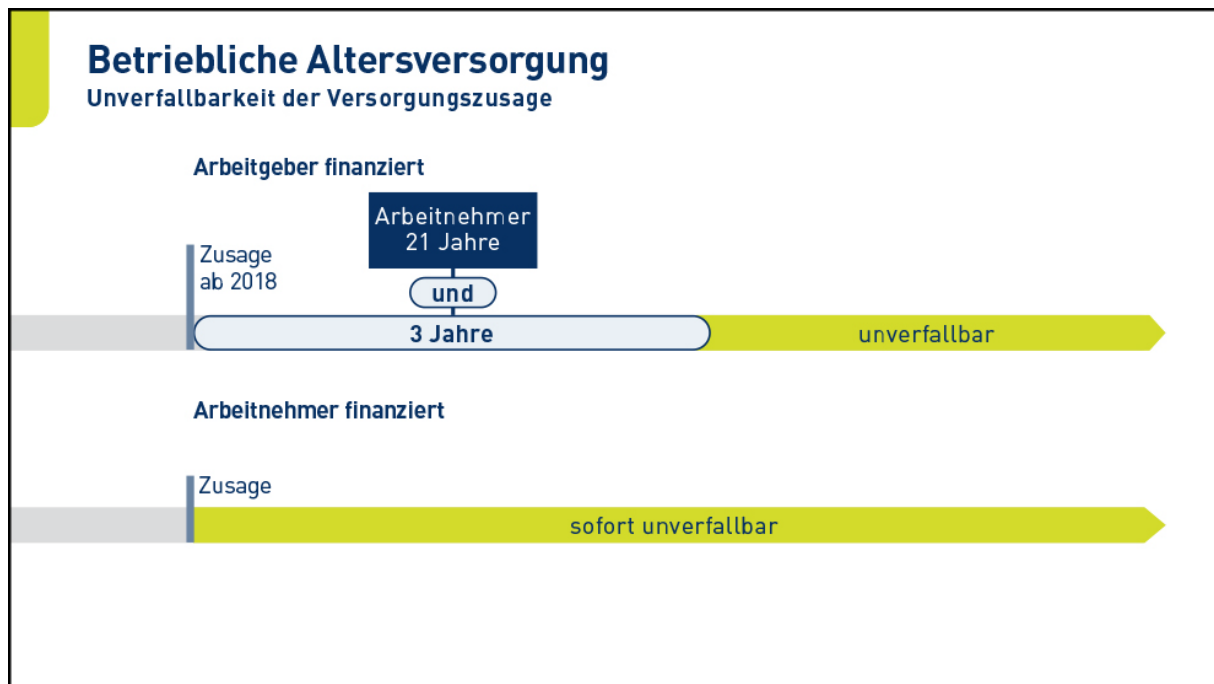 Betriebliche Altersversorgung
Unverfallbarkeit der Versorgungszusage
Arbeitgeber finanziert
Arbeitnehmer
21 Jahre
Zusage
ab 2018
und
3 Jahre
unverfallbar
Arbeitnehmer finanziert
Zusage
sofort unverfallbar